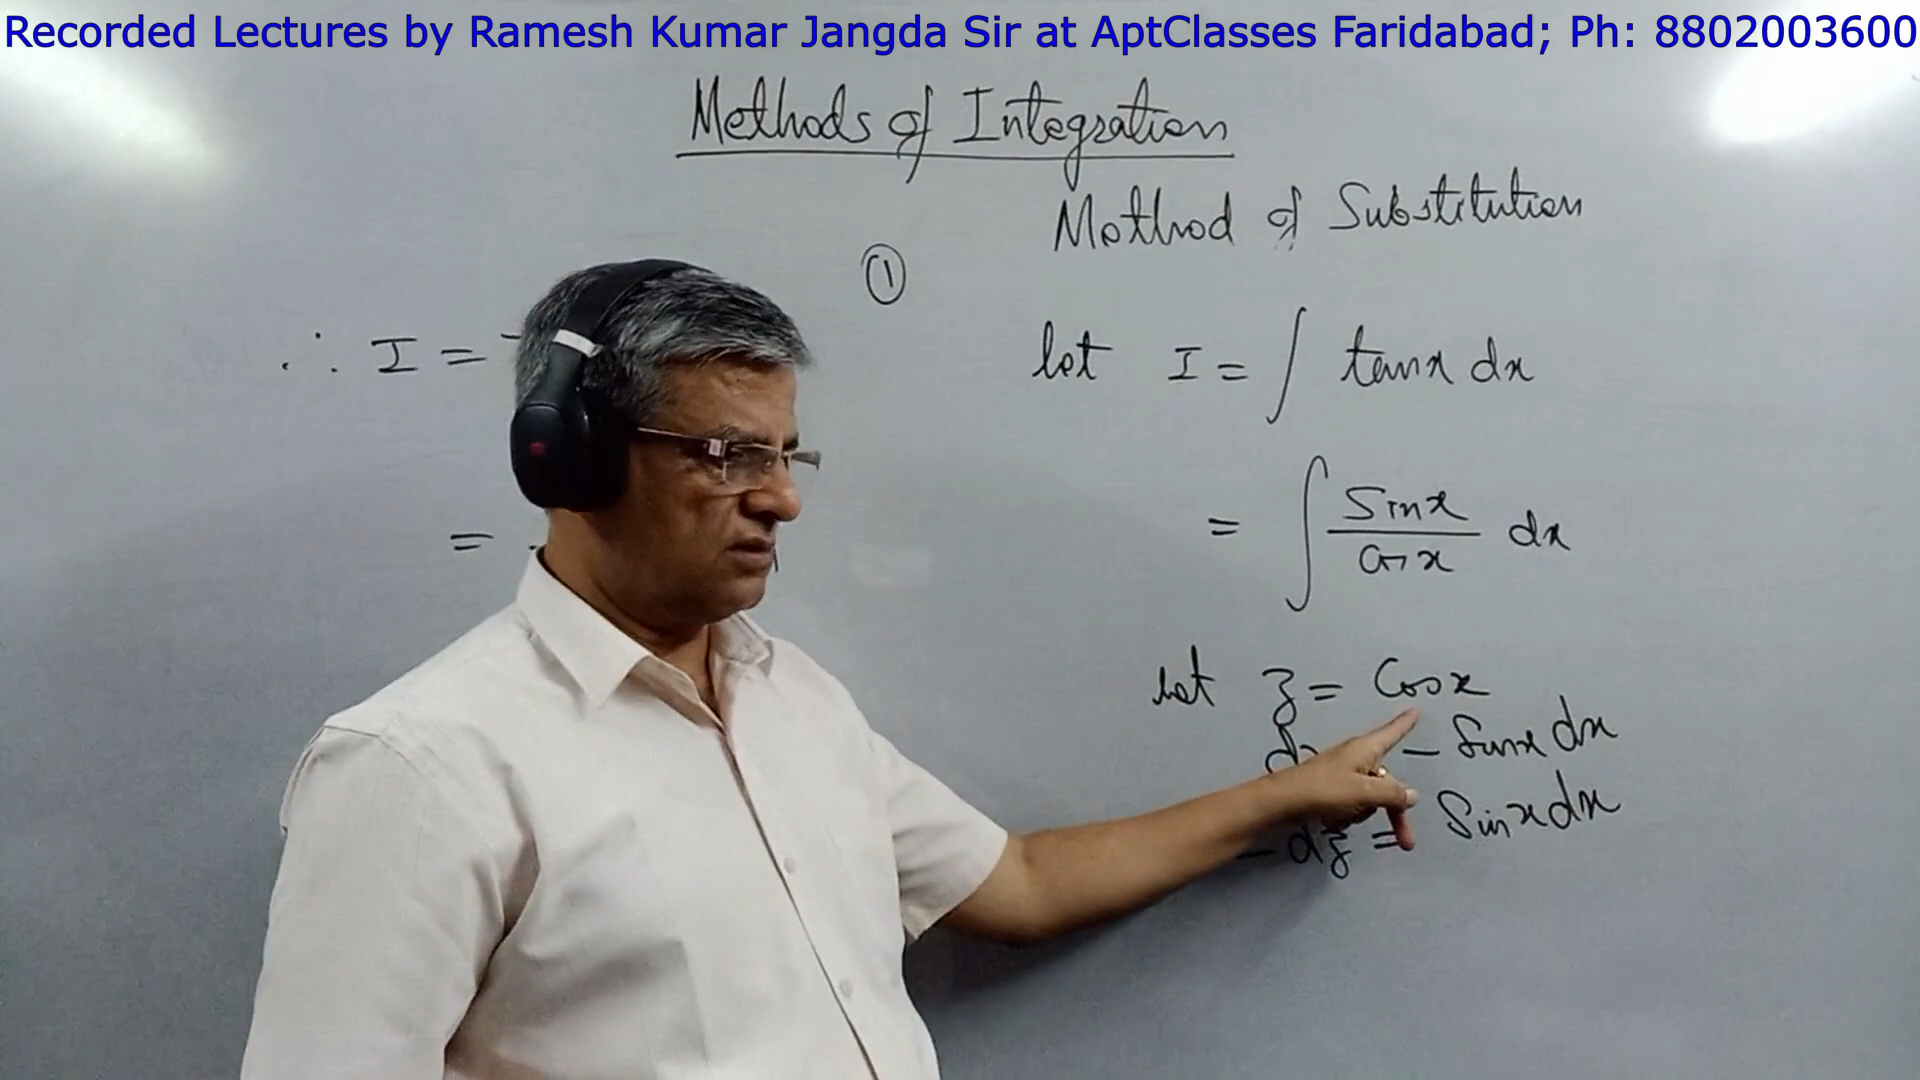 Recorded Lectures by Ramesh Kumar Jangda Sir at AptClasses Faridabad; Ph: 8802003600
Methods of Integration
Method of Substitution
①
let I = ∫ tanx dx
= ∫ Sinx/Cosx dx
let z = Cosx
- Sinx dx
- dz = Sinx dx
∴ I =
=